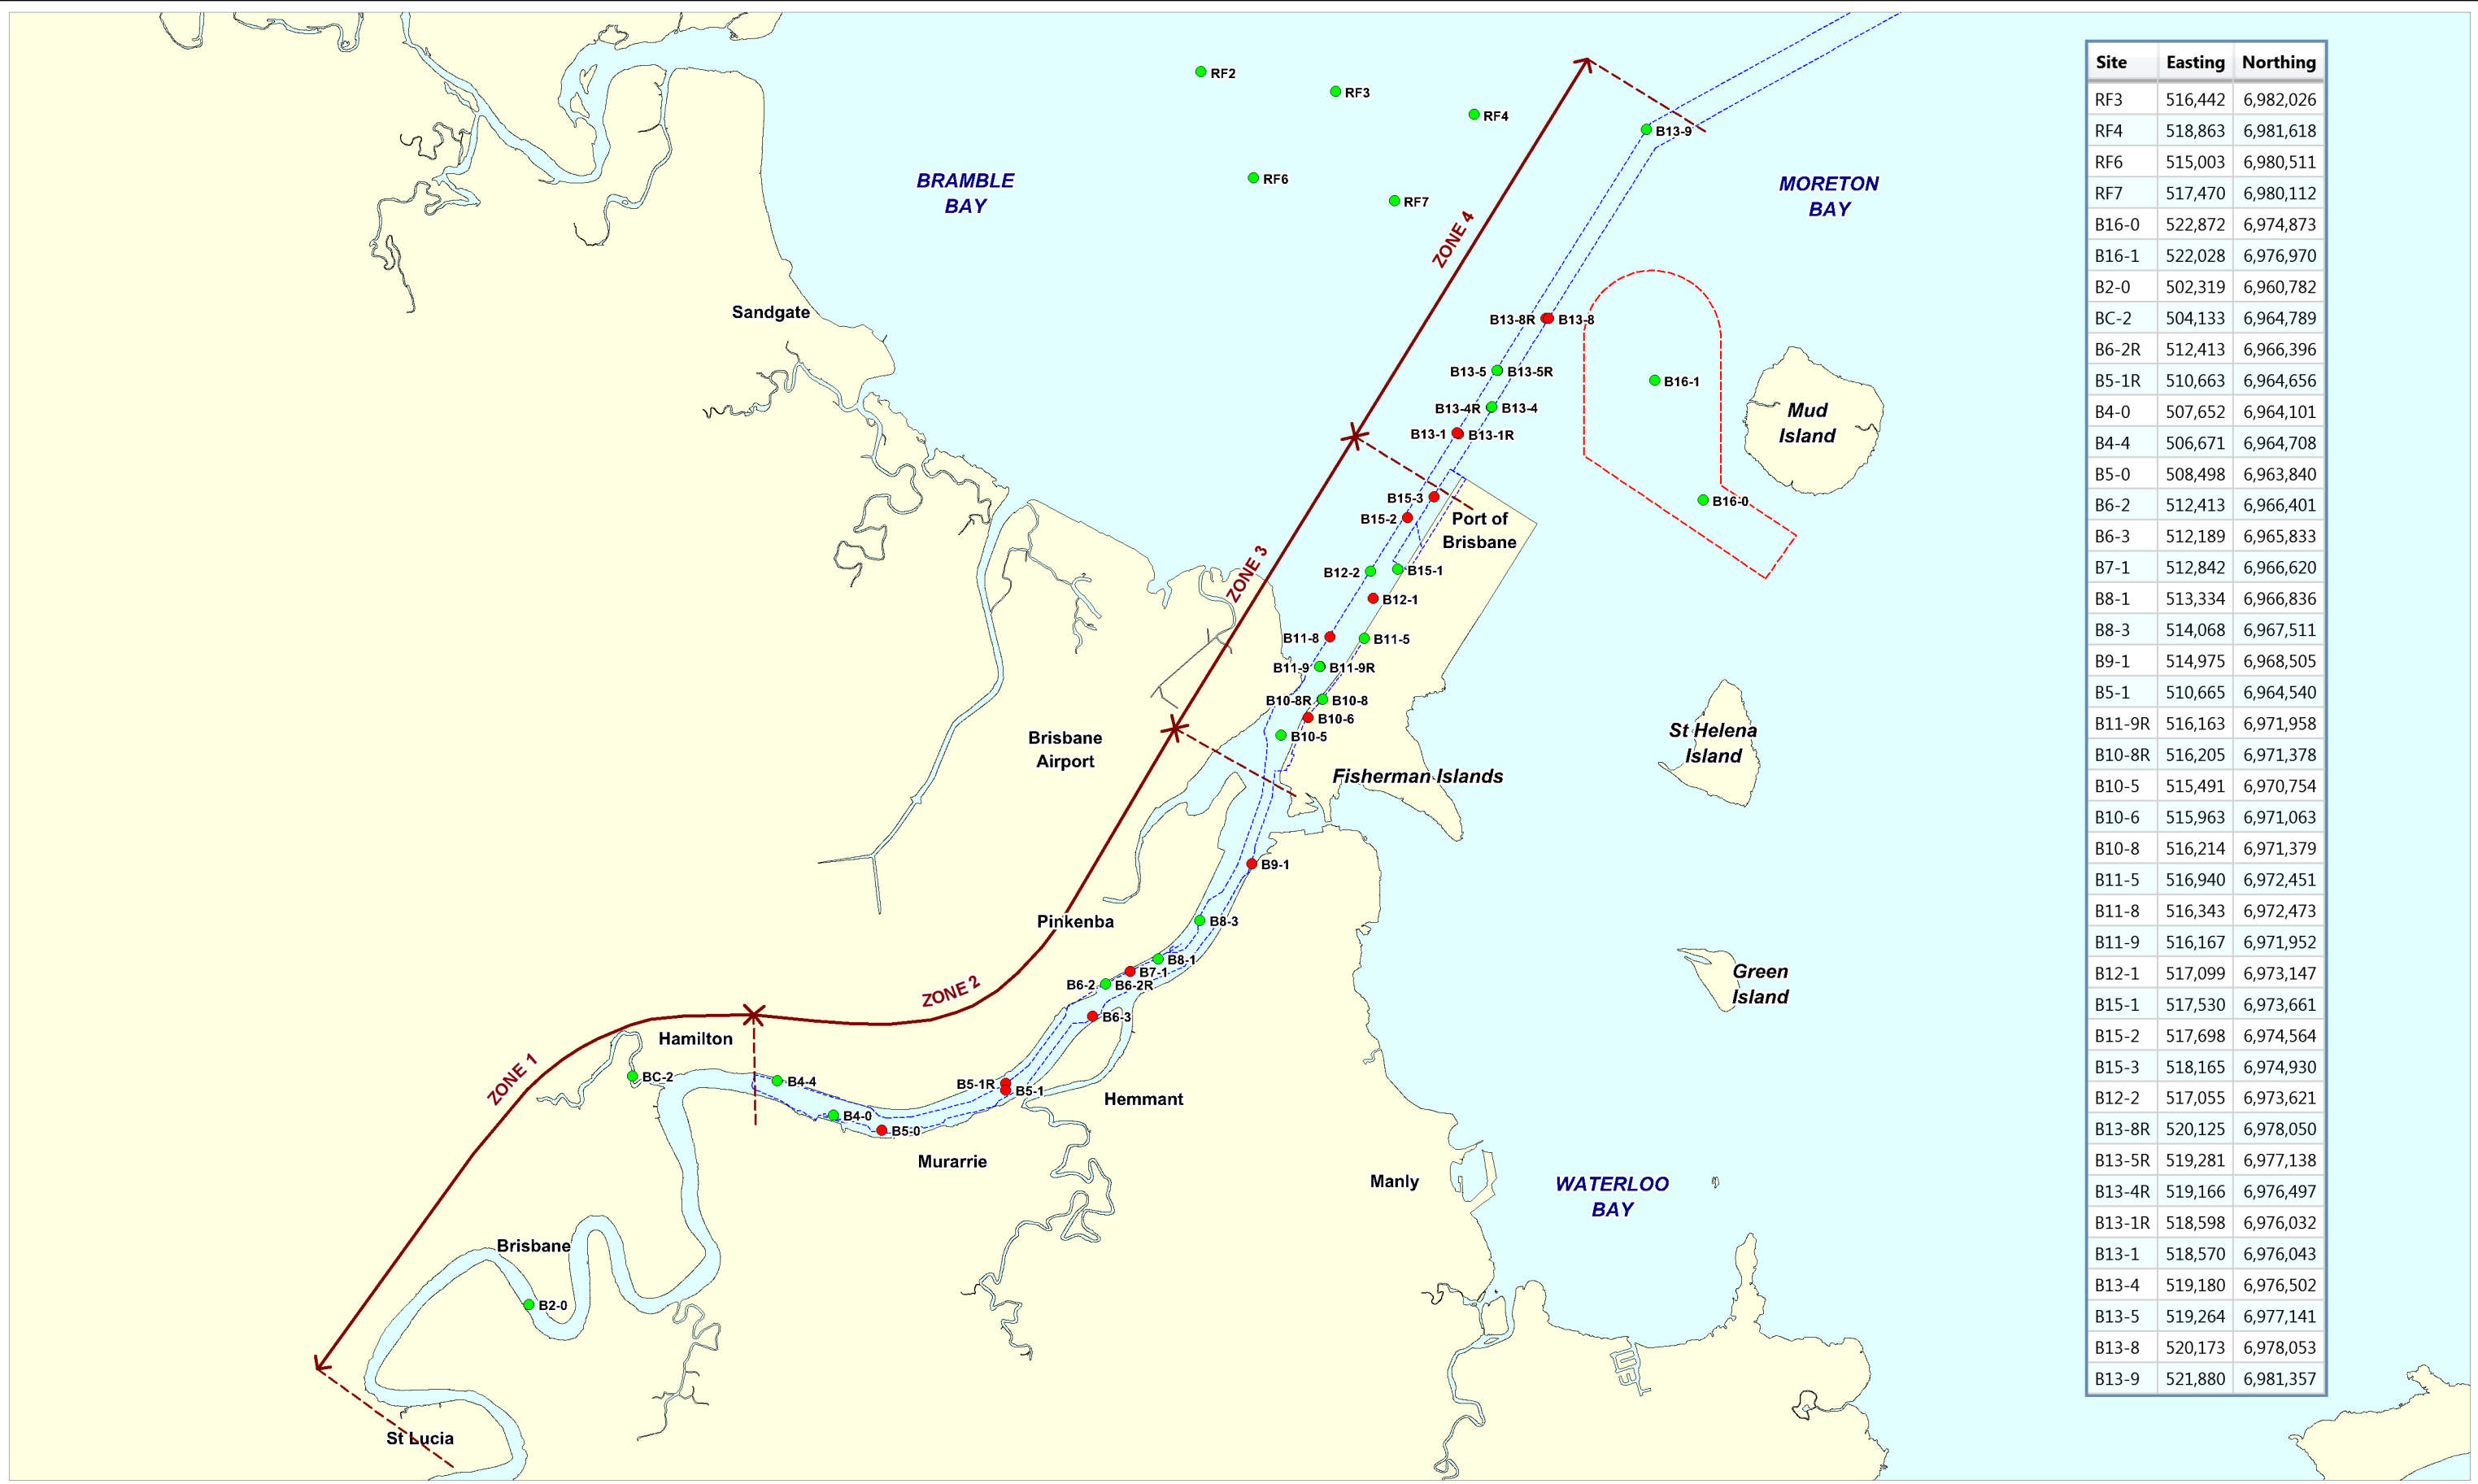 RF2
RF3
RF4
B13-9
RF6
RF7
BRAMBLE
BAY
MORETON
BAY
ZONE 4
Sandgate
B13-8R
B13-8
B13-5
B13-5R
B16-1
B13-4R
B13-4
Mud
Island
B13-1
B13-1R
B15-3
B16-0
B15-2
Port of
Brisbane
ZONE 3
B12-2
B15-1
B12-1
B11-8
B11-5
B11-9
B11-9R
B10-8R
B10-8
B10-6
B10-5
Brisbane
Airport
St Helena
Island
Fisherman Islands
B9-1
Pinkenba
B8-3
B8-1
B7-1
B6-2
B6-2R
Green
Island
ZONE 2
B6-3
Hamilton
ZONE 1
BC-2
B4-4
B5-1R
B5-1
Hemmant
B4-0
B5-0
Murarrie
Manly
WATERLOO
BAY
Brisbane
B2-0
St Lucia
Site Easting Northing
RF3 516,442 6,982,026
RF4 518,863 6,981,618
RF6 515,003 6,980,511
RF7 517,470 6,980,112
B16-0 522,872 6,974,873
B16-1 522,028 6,976,970
B2-0 502,319 6,960,782
BC-2 504,133 6,964,789
B6-2R 512,413 6,966,396
B5-1R 510,663 6,964,656
B4-0 507,652 6,964,101
B4-4 506,671 6,964,708
B5-0 508,498 6,963,840
B6-2 512,413 6,966,401
B6-3 512,189 6,965,833
B7-1 512,842 6,966,620
B8-1 513,334 6,966,836
B8-3 514,068 6,967,511
B9-1 514,975 6,968,505
B5-1 510,665 6,964,540
B11-9R 516,163 6,971,958
B10-8R 516,205 6,971,378
B10-5 515,491 6,970,754
B10-6 515,963 6,971,063
B10-8 516,214 6,971,379
B11-5 516,940 6,972,451
B11-8 516,343 6,972,473
B11-9 516,167 6,971,952
B12-1 517,099 6,973,147
B15-1 517,530 6,973,661
B15-2 517,698 6,974,564
B15-3 518,165 6,974,930
B12-2 517,055 6,973,621
B13-8R 520,125 6,978,050
B13-5R 519,281 6,977,138
B13-4R 519,166 6,976,497
B13-1R 518,598 6,976,032
B13-1 518,570 6,976,043
B13-4 519,180 6,976,502
B13-5 519,264 6,977,141
B13-8 520,173 6,978,053
B13-9 521,880 6,981,357